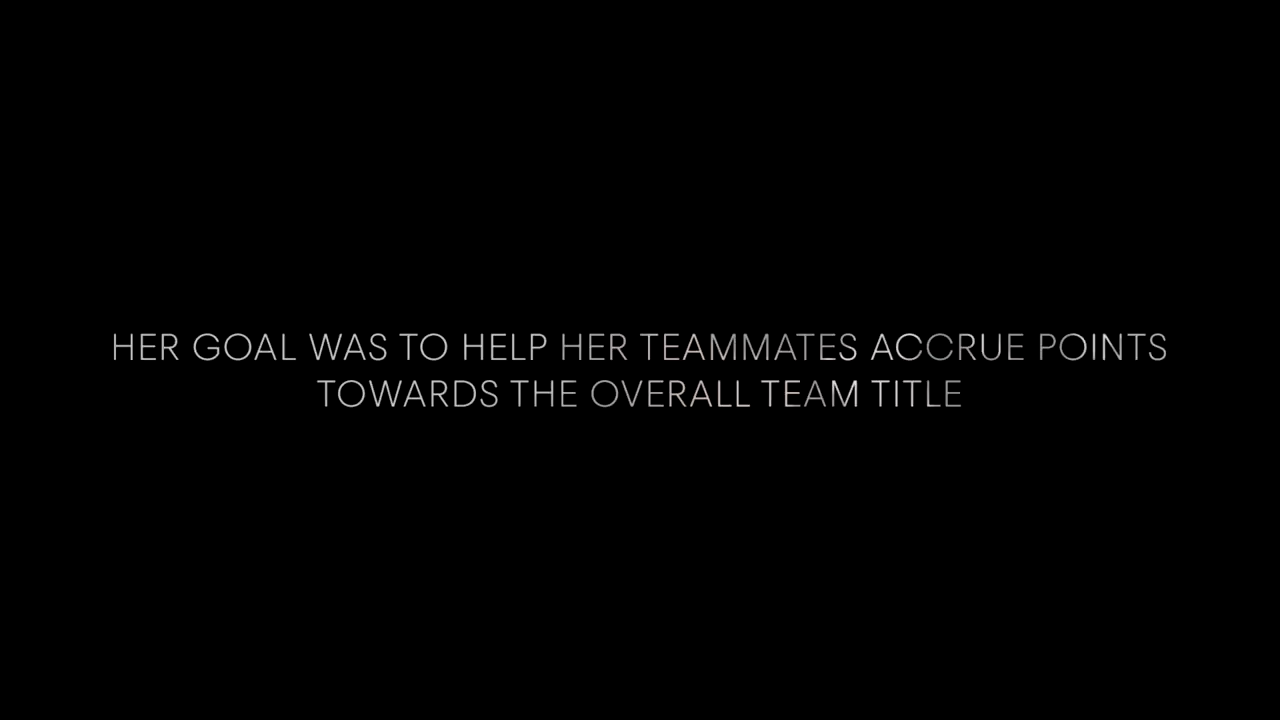 HER GOAL WAS TO HELP HER TEAMMATES ACCRUE POINTS
TOWARDS THE OVERALL TEAM TITLE